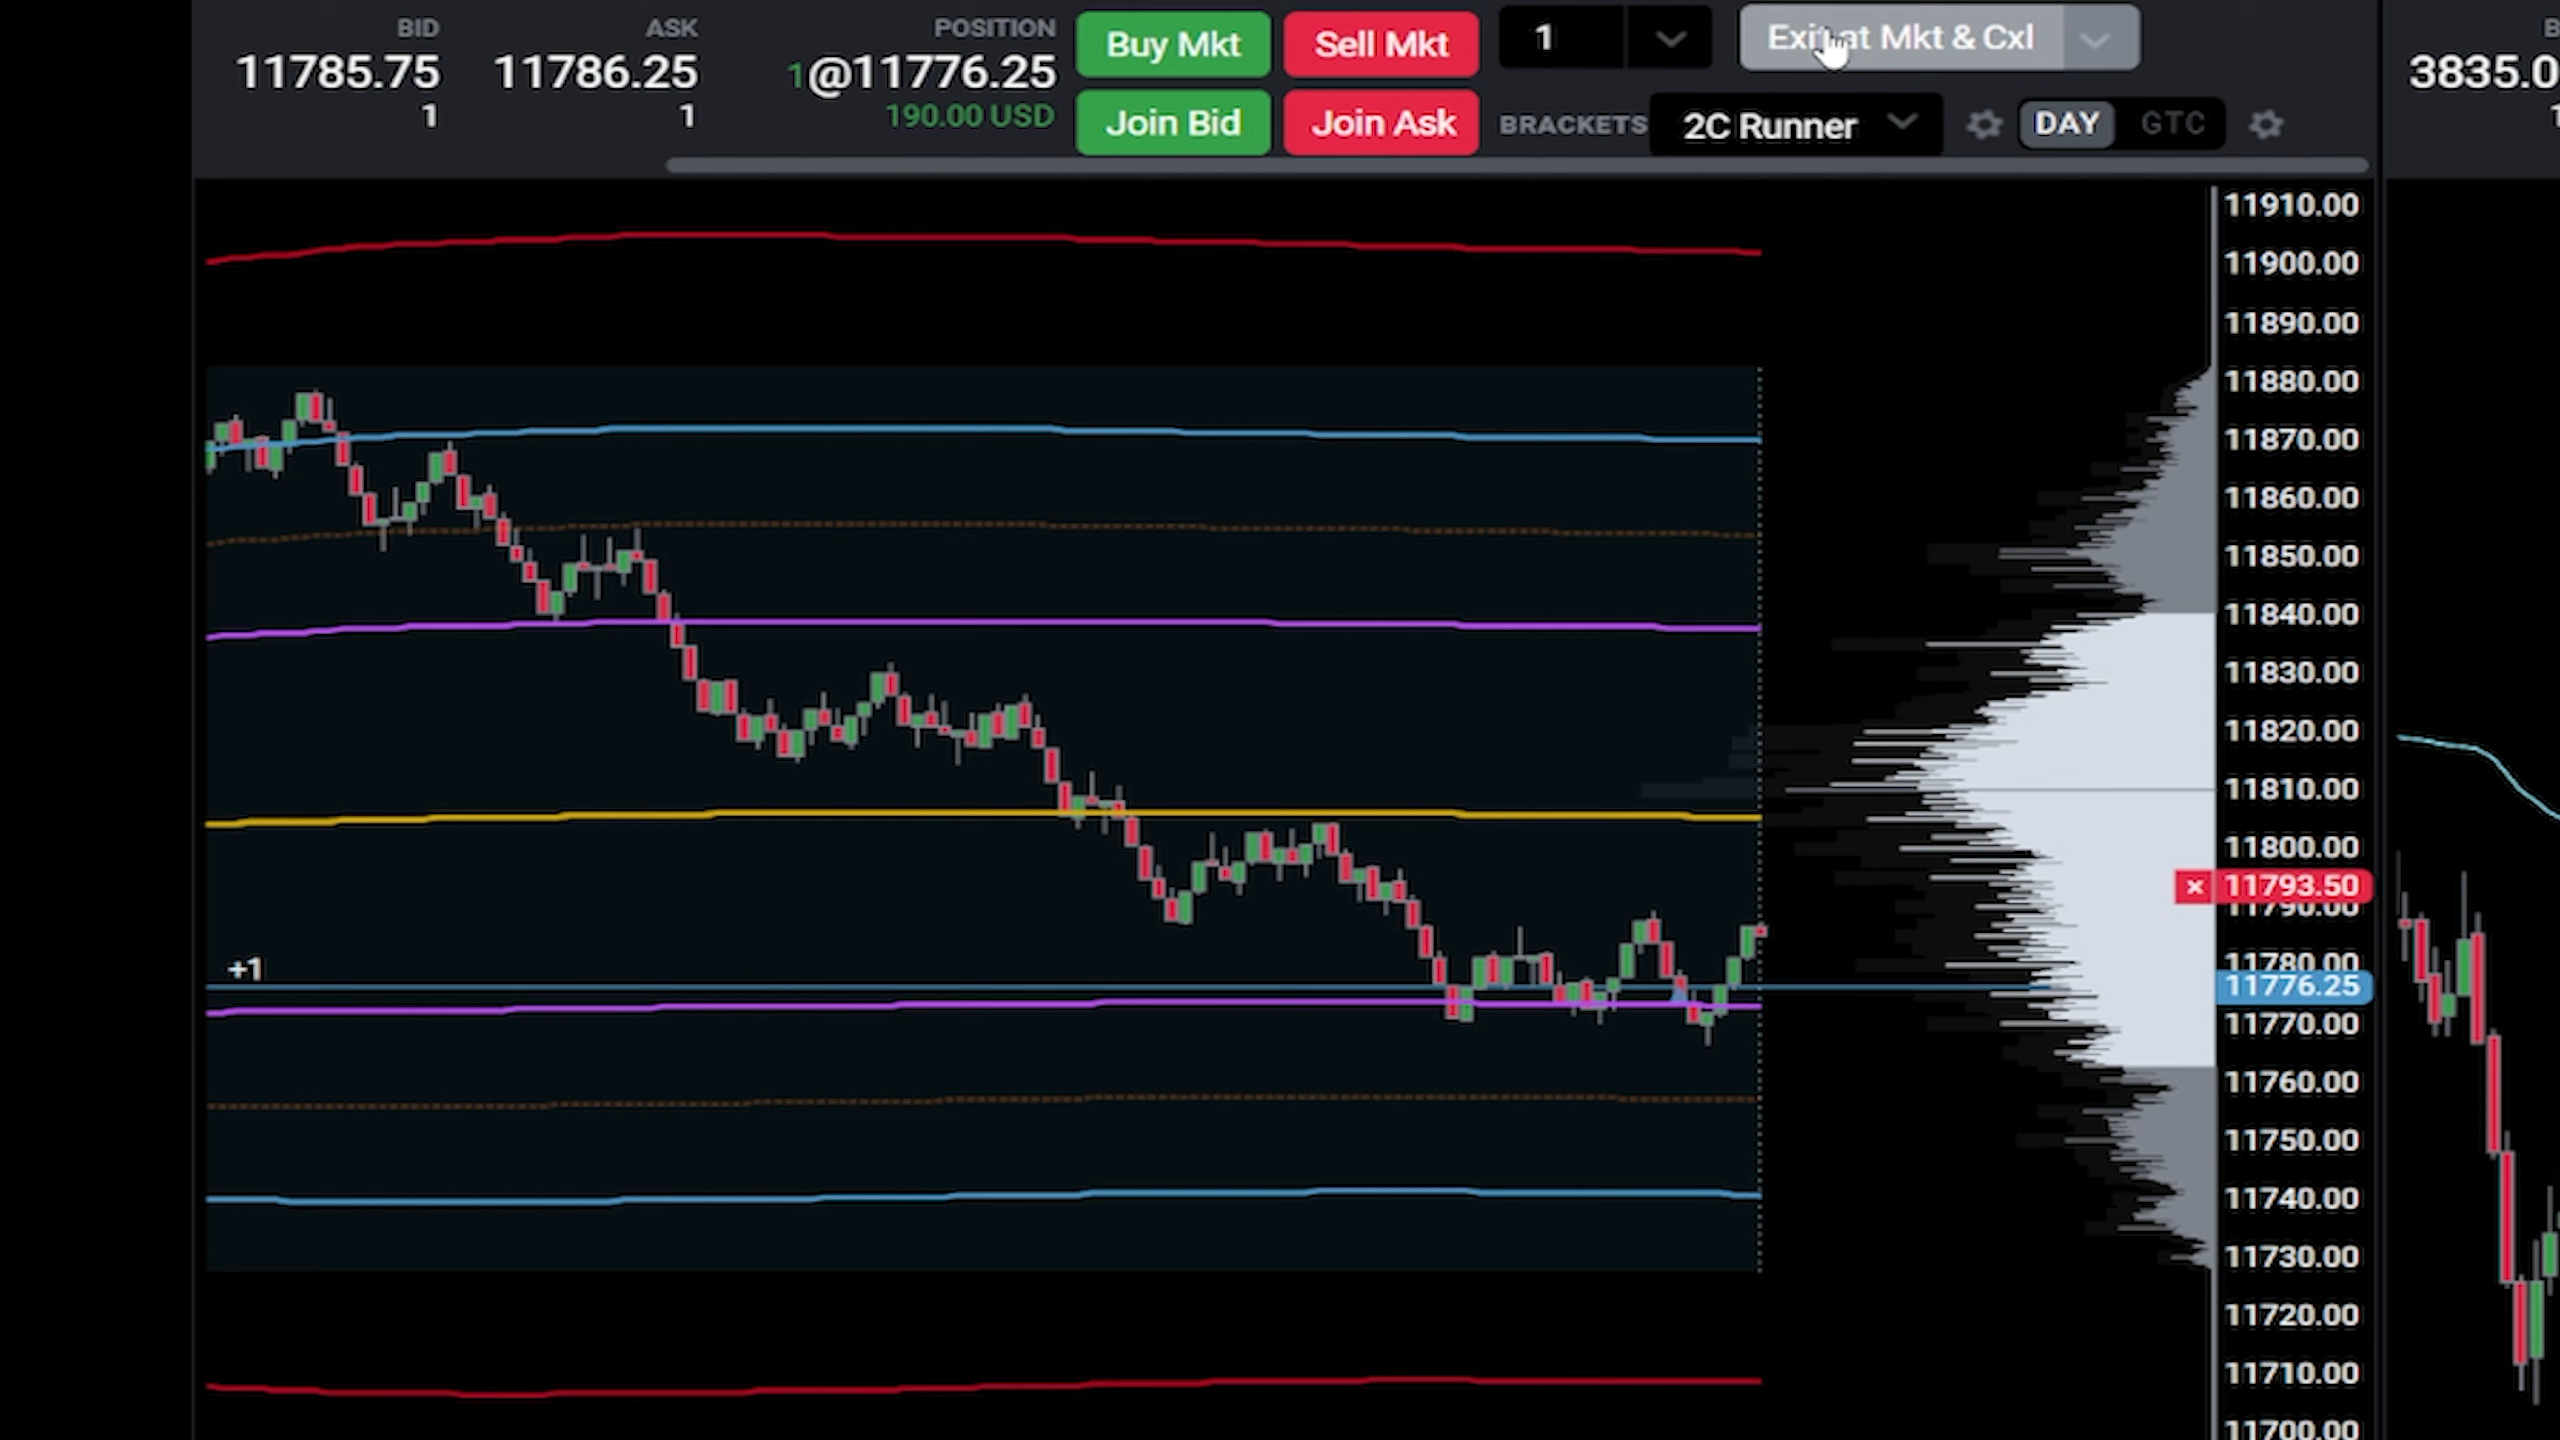 BID
11785.75
1
ASK
11786.25
1
POSITION
1@11776.25
190.00 USD
Buy Mkt
Sell Mkt
1
Exit at Mkt & Cxl
Join Bid
Join Ask
BRACKETS
2C Runner
DAY
GTC
3835.0
+1
11910.00
11900.00
11890.00
11880.00
11870.00
11860.00
11850.00
11840.00
11830.00
11820.00
11810.00
11800.00
× 11793.50
11790.00
11780.00
11776.25
11770.00
11760.00
11750.00
11740.00
11730.00
11720.00
11710.00
11700.00